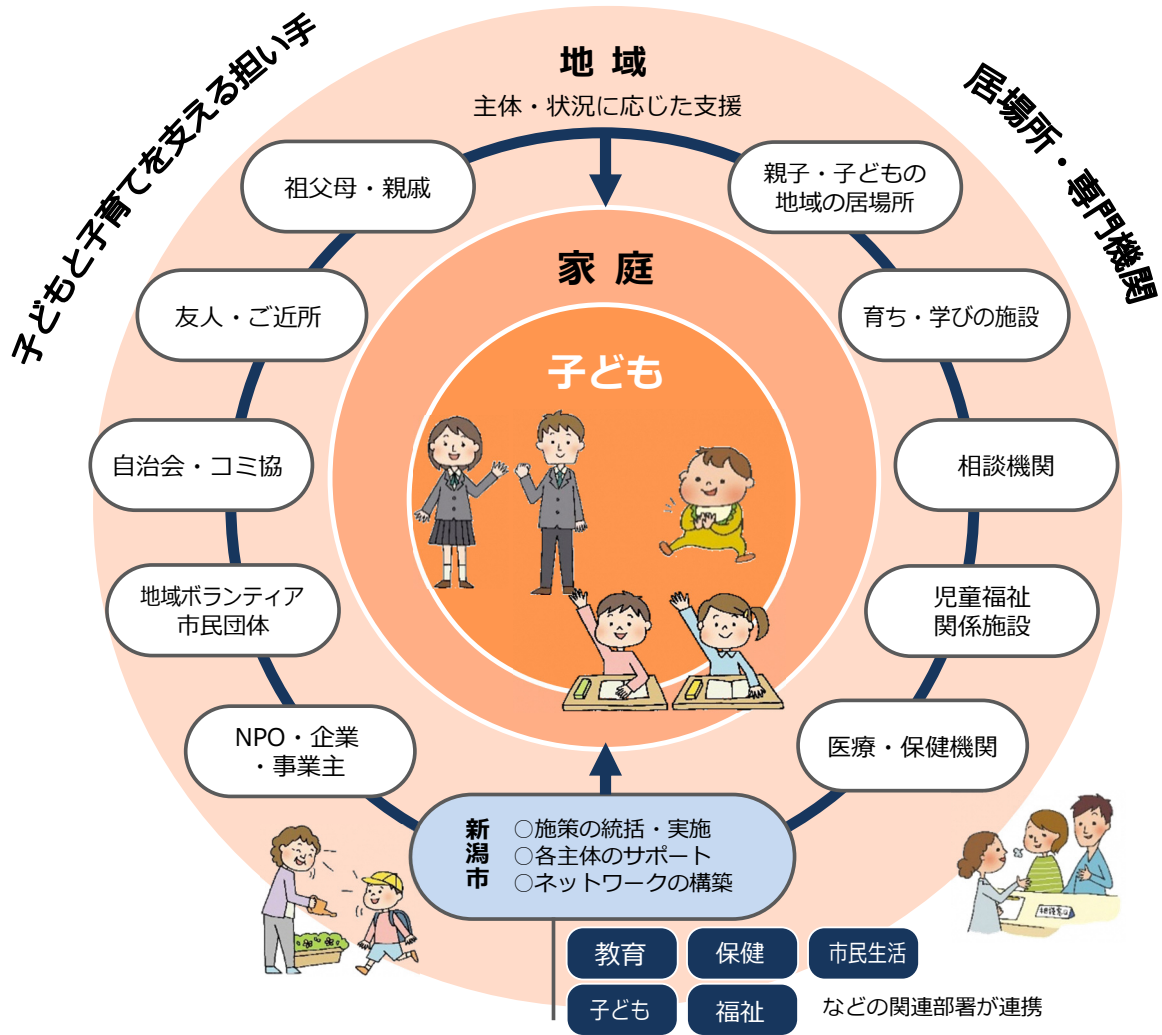 子どもと子育てを支える担い手
地域
主体・状況に応じた支援
居場所・専門機関
祖父母・親戚
友人・ご近所
自治会・コミ協
地域ボランティア
市民団体
NPO・企業
・事業主
親子・子どもの
地域の居場所
育ち・学びの施設
相談機関
児童福祉
関係施設
医療・保健機関
家庭
子ども
新潟市
○施策の統括・実施
○各主体のサポート
○ネットワークの構築
教育
保健
市民生活
子ども
福祉
などの関連部署が連携